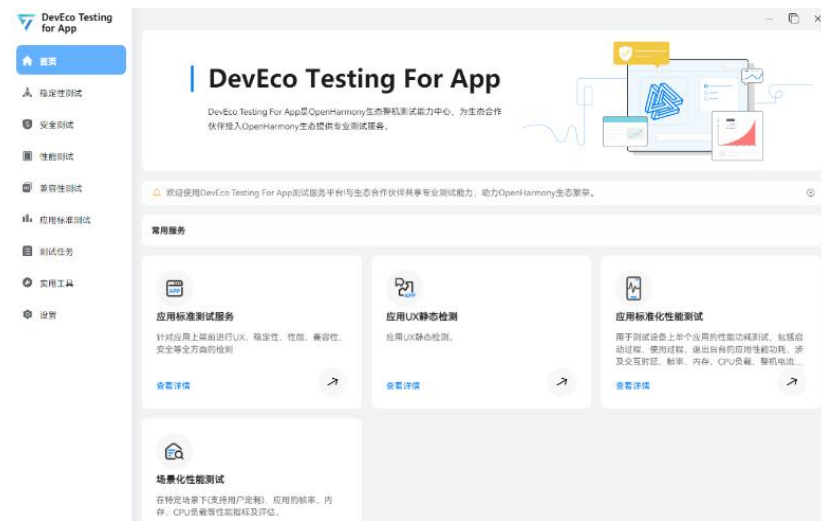 DevEco Testing
for App
首页
稳定性测试
安全测试
性能测试
兼容性测试
应用标准测试
测试任务
实用工具
设置
DevEco Testing For App
DevEco Testing For App是OpenHarmony生态整机测试能力中心，为生态合作
伙伴接入OpenHarmony生态提供专业测试服务。
欢迎使用DevEco Testing For App测试服务平台!与生态合作伙伴共享专业测试能力，助力OpenHarmony生态繁荣。
常用服务
APP
应用标准测试服务
针对应用上架前进行UX、稳定性、性能、兼容性、
安全等全方面的检测
查看详情
APP
应用UX静态检测
应用UX静态检测。
查看详情
应用标准化性能测试
用于测试设备上单个应用的性能功耗测试，包括启
动过程、使用过程、退出后台的应用性能功耗，涉
及交互时延、帧率、内存、CPU负载、整机电流...
查看详情
场景化性能测试
在特定场景下(支持用户定制)，应用的帧率、内
存、CPU负载等性能指标及评估。